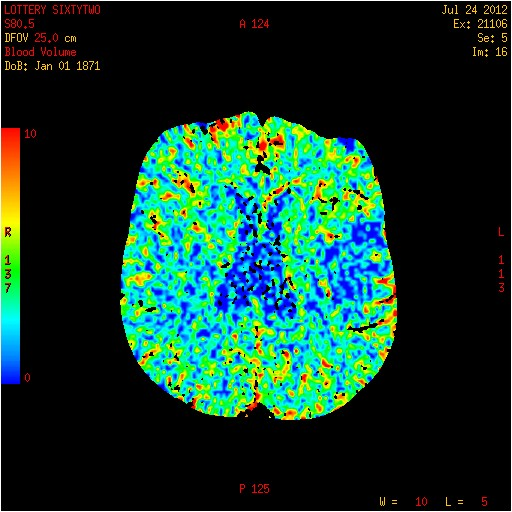 LOTTERY SIXTYTWO
S80.5
DFOV 25.0 cm
Blood Volume
DoB: Jan 01 1871
A 124
Jul 24 2012
Ex: 21106
Se: 5
Im: 16
10
R
1
3
7
0
L
1
1
3
P 125
W = 10 L = 5